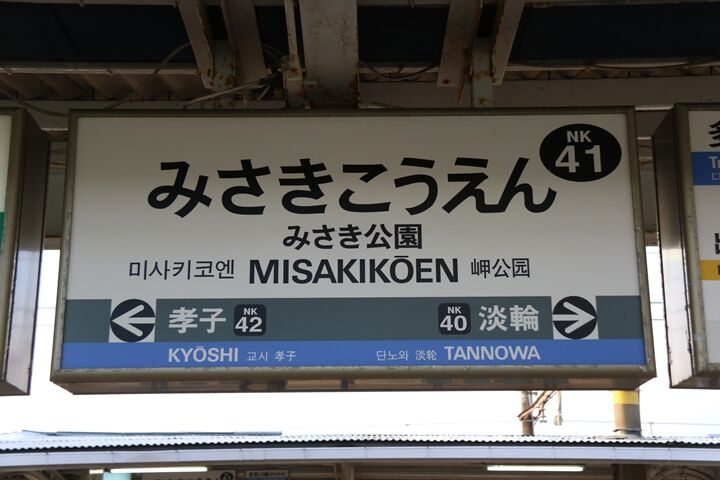 NK
41
みさきこうえん
みさき公園
미사키코엔 MISAKIKŌEN 岬公园
孝子 NK 42 NK 40 淡輪
KYŌSHI 교시 孝子 단노와 淡轮 TANNOWA